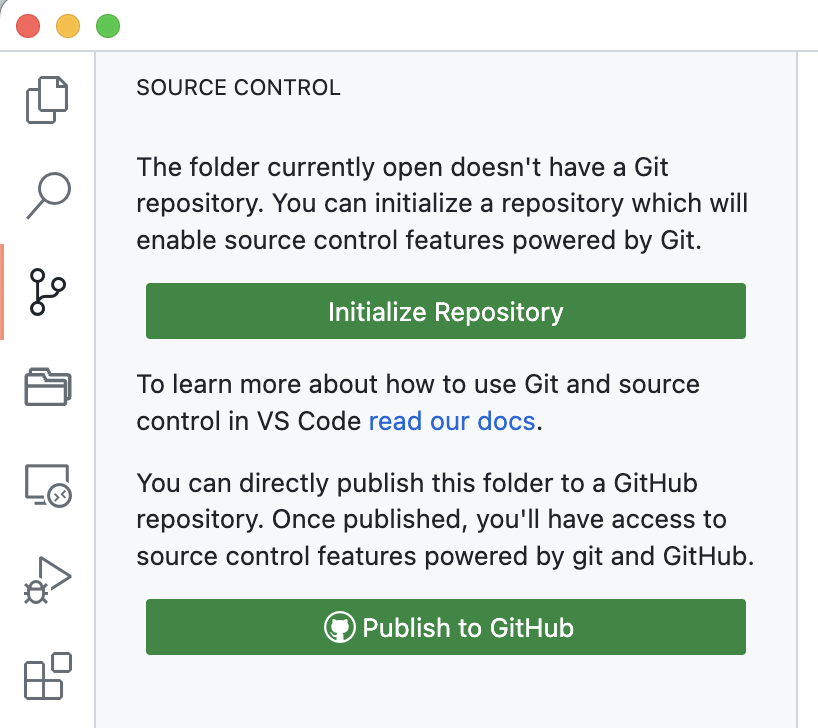 SOURCE CONTROL
The folder currently open doesn't have a Git
repository. You can initialize a repository which will
enable source control features powered by Git.
Initialize Repository
To learn more about how to use Git and source
control in VS Code read our docs.
You can directly publish this folder to a GitHub
repository. Once published, you'll have access to
source control features powered by git and GitHub.
Publish to GitHub